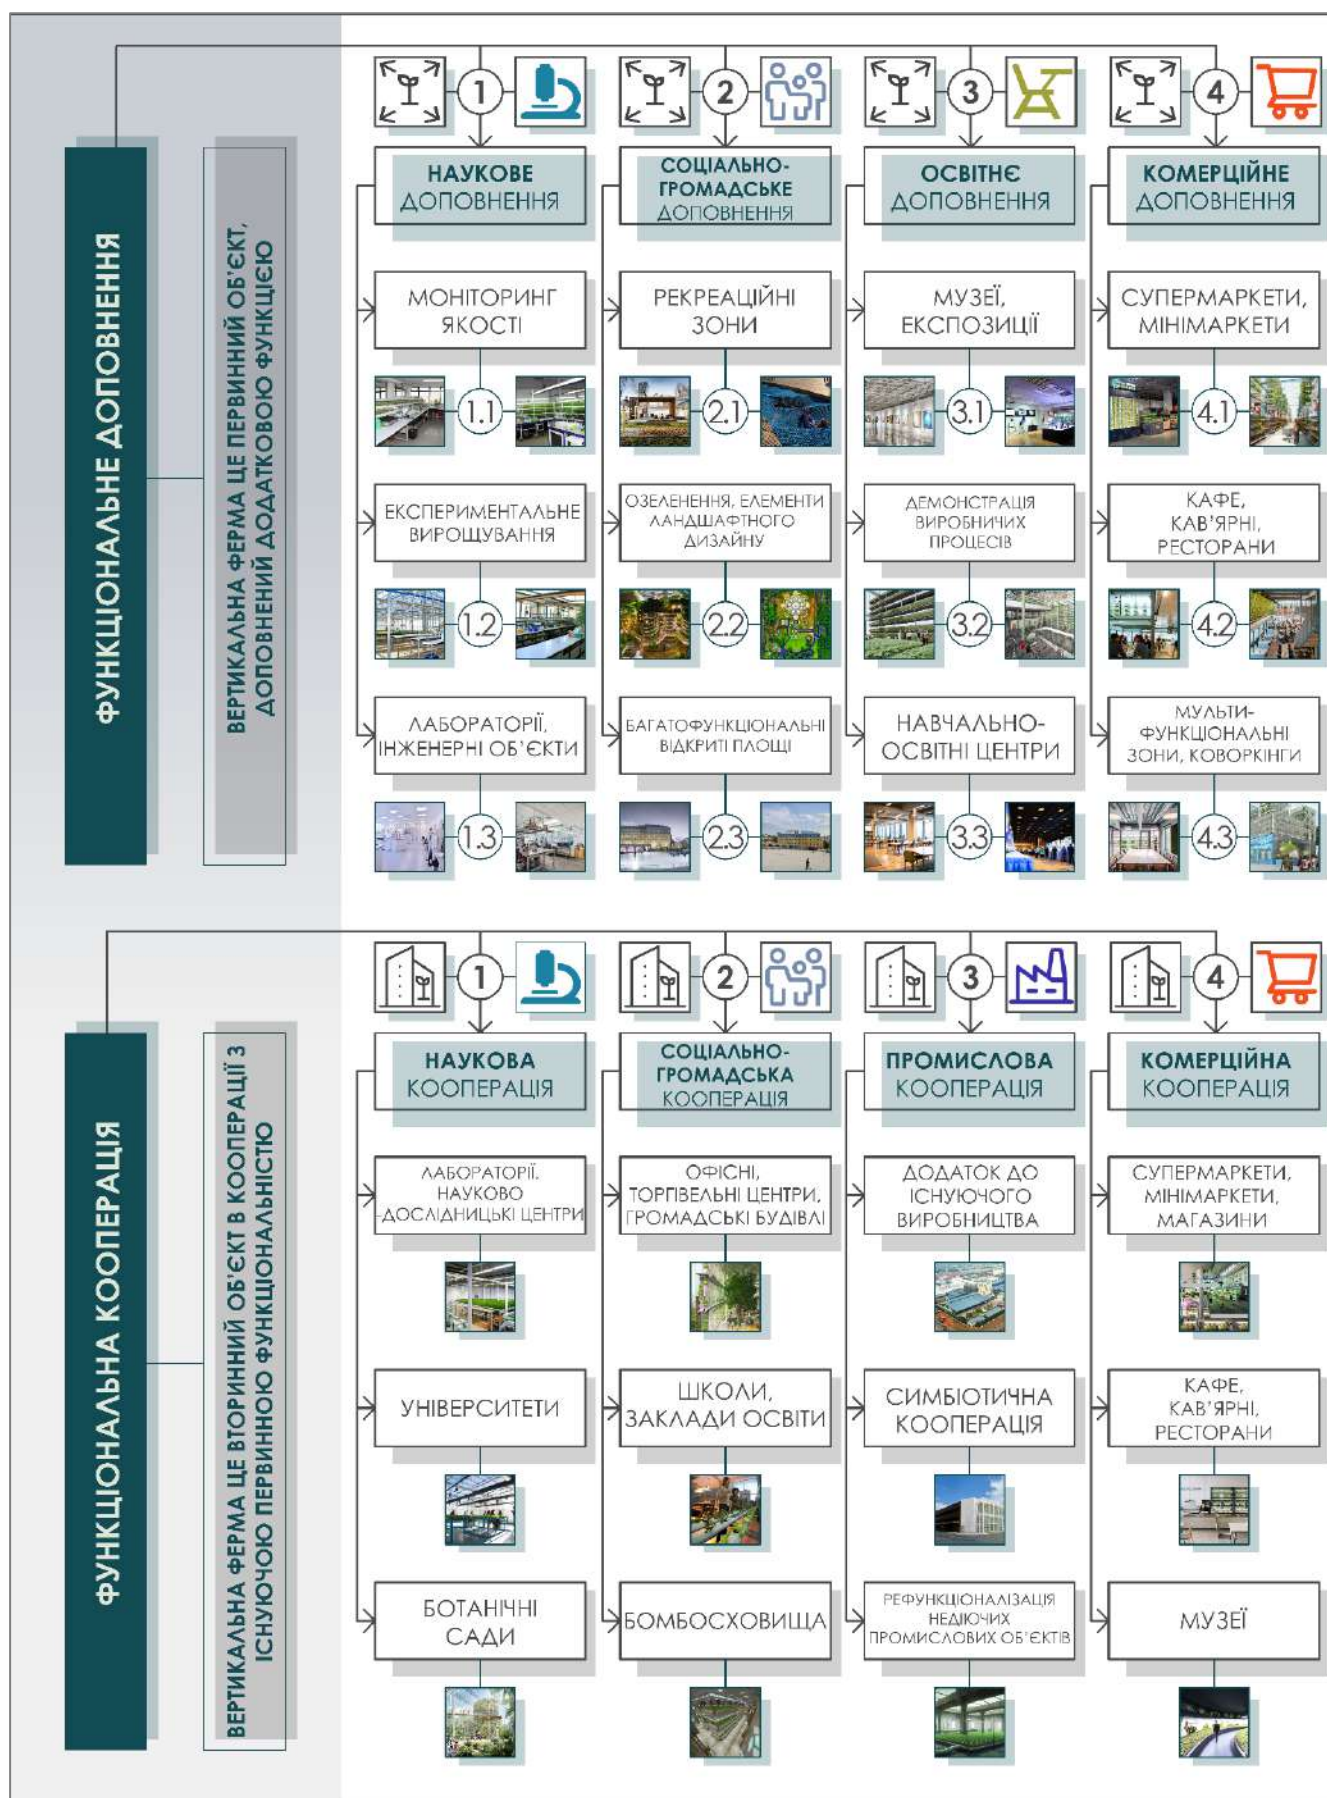 ФУНКЦІОНАЛЬНЕ ДОПОВНЕННЯ
ВЕРТИКАЛЬНА ФЕРМА ЦЕ ПЕРВИННИЙ ОБ'ЄКТ,
ДОПОВНЕНИЙ ДОДАТКОВОЮ ФУНКЦІЄЮ
1
2
3
4
НАУКОВЕ
ДОПОВНЕННЯ
СОЦІАЛЬНО-
ГРОМАДСЬКЕ
ДОПОВНЕННЯ
ОСВІТНЄ
ДОПОВНЕННЯ
КОМЕРЦІЙНЕ
ДОПОВНЕННЯ
МОНІТОРИНГ
ЯКОСТІ
РЕКРЕАЦІЙНІ
ЗОНИ
МУЗЕЇ,
ЕКСПОЗИЦІЇ
СУПЕРМАРКЕТИ,
МІНІМАРКЕТИ
1.1
2.1
3.1
4.1
ЕКСПЕРИМЕНТАЛЬНЕ
ВИРОЩУВАННЯ
ОЗЕЛЕНЕННЯ, ЕЛЕМЕНТИ
ЛАНДШАФТНОГО
ДИЗАЙНУ
ДЕМОНСТРАЦІЯ
ВИРОБНИЧИХ
ПРОЦЕСІВ
КАФЕ,
КАВ'ЯРНІ,
РЕСТОРАНИ
1.2
2.2
3.2
4.2
ЛАБОРАТОРІЇ,
ІНЖЕНЕРНІ ОБ'ЄКТИ
БАГАТОФУНКЦІОНАЛЬНІ
ВІДКРИТІ ПЛОЩІ
НАВЧАЛЬНО-
ОСВІТНІ ЦЕНТРИ
МУЛЬТИ-
ФУНКЦІОНАЛЬНІ
ЗОНИ, КОВОРКІНГИ
1.3
2.3
3.3
4.3
ФУНКЦІОНАЛЬНА КООПЕРАЦІЯ
ВЕРТИКАЛЬНА ФЕРМА ЦЕ ВТОРИННИЙ ОБ'ЄКТ В КООПЕРАЦІЇ З
ІСНУЮЧОЮ ПЕРВИННОЮ ФУНКЦІОНАЛЬНІСТЮ
1
2
3
4
НАУКОВА
КООПЕРАЦІЯ
СОЦІАЛЬНО-
ГРОМАДСЬКА
КООПЕРАЦІЯ
ПРОМИСЛОВА
КООПЕРАЦІЯ
КОМЕРЦІЙНА
КООПЕРАЦІЯ
ЛАБОРАТОРІЇ.
НАУКОВО
-ДОСЛІДНИЦЬКІ ЦЕНТРИ
ОФІСНІ,
ТОРГІВЕЛЬНІ ЦЕНТРИ,
ГРОМАДСЬКІ БУДІВЛІ
ДОДАТОК ДО
ІСНУЮЧОГО
ВИРОБНИЦТВА
СУПЕРМАРКЕТИ,
МІНІМАРКЕТИ,
МАГАЗИНИ
УНІВЕРСИТЕТИ
ШКОЛИ,
ЗАКЛАДИ ОСВІТИ
СИМБІОТИЧНА
КООПЕРАЦІЯ
КАФЕ,
КАВ'ЯРНІ,
РЕСТОРАНИ
БОТАНІЧНІ
САДИ
БОМБОСХОВИЩА
РЕФУНКЦІОНАЛІЗАЦІЯ
НЕДІЮЧИХ
ПРОМИСЛОВИХ ОБ'ЄКТІВ
МУЗЕЇ